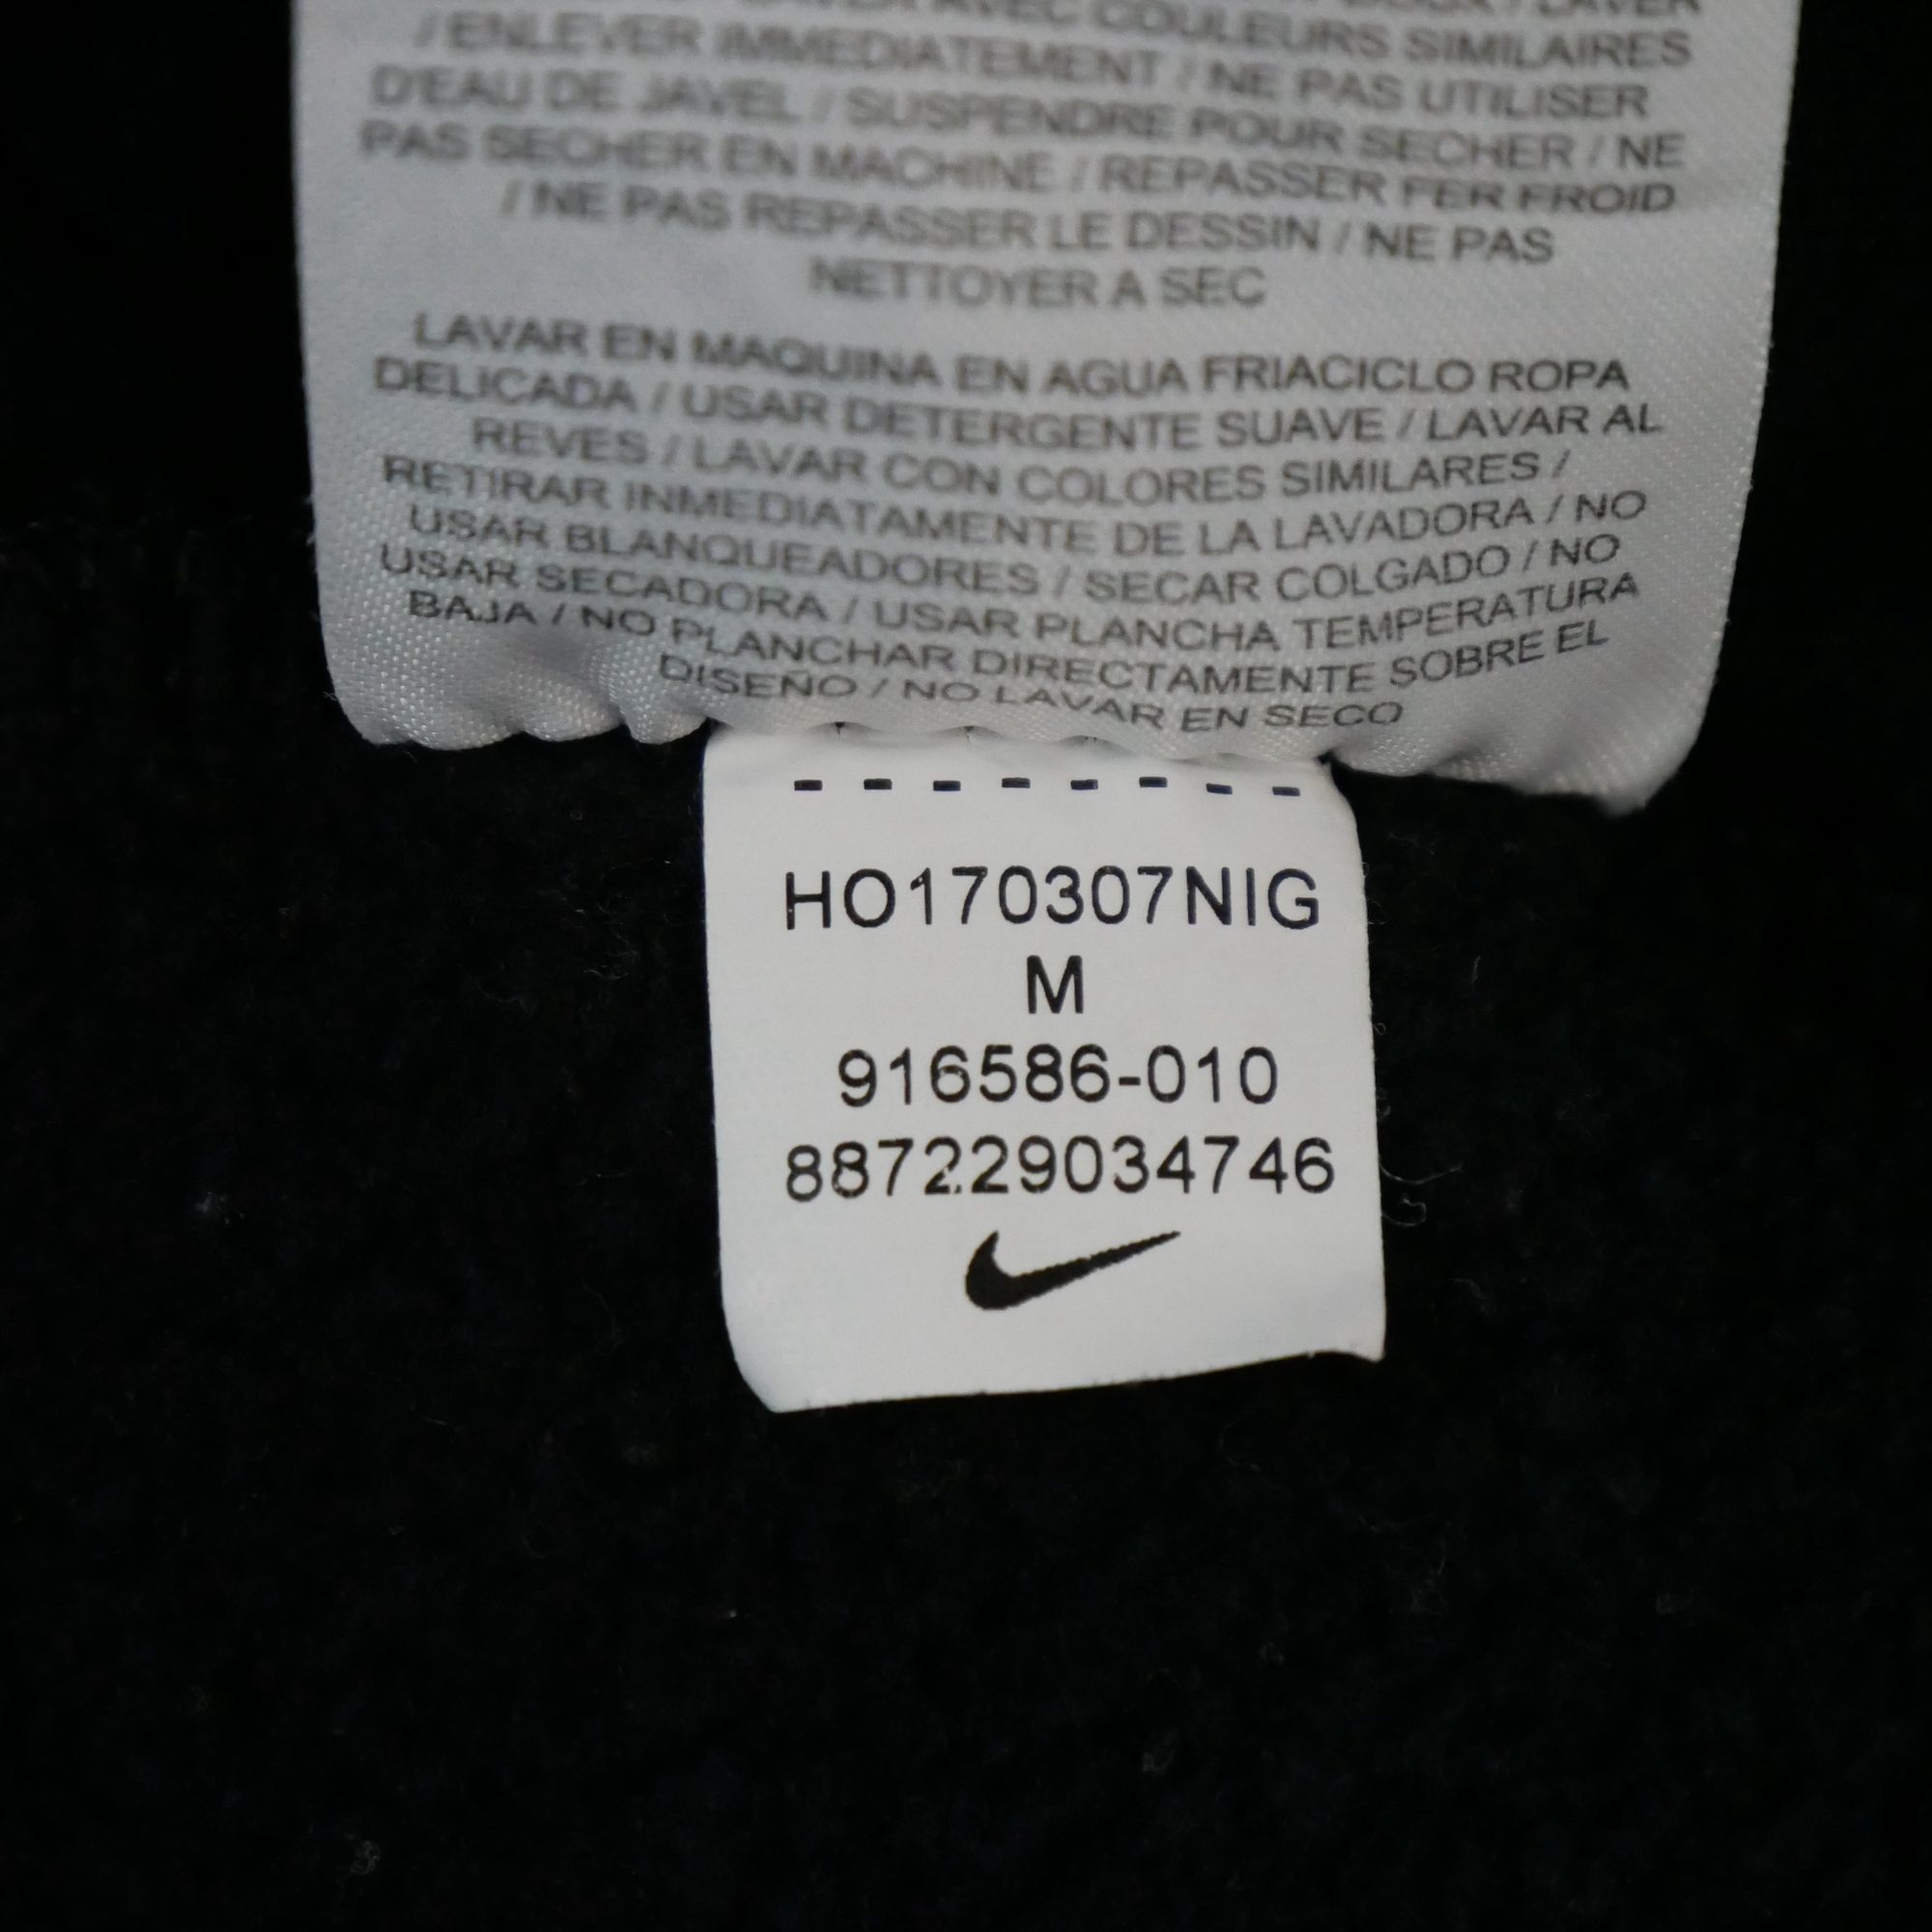 AVEC COULEURS SIMILAIRES
/ ENLEVER IMMEDIATEMENT / NE PAS UTILISER
D'EAU DE JAVEL / SUSPENDRE POUR SECHER / NE
PAS SECHER EN MACHINE / REPASSER FER FROID
/ NE PAS REPASSER LE DESSIN / NE PAS
NETTOYER A SEC
LAVAR EN MAQUINA EN AGUA FRIACICLO ROPA
DELICADA / USAR DETERGENTE SUAVE / LAVAR AL
REVES / LAVAR CON COLORES SIMILARES /
RETIRAR INMEDIATAMENTE DE LA LAVADORA / NO
USAR BLANQUEADORES / SECAR COLGADO / NO
USAR SECADORA / USAR PLANCHA TEMPERATURA
BAJA / NO PLANCHAR DIRECTAMENTE SOBRE EL
DISEÑO / NO LAVAR EN SECO
HO170307NIG
M
916586-010
887229034746